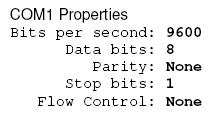 COM1 Properties
Bits per second: 9600
Data bits: 8
Parity: None
Stop bits: 1
Flow Control: None